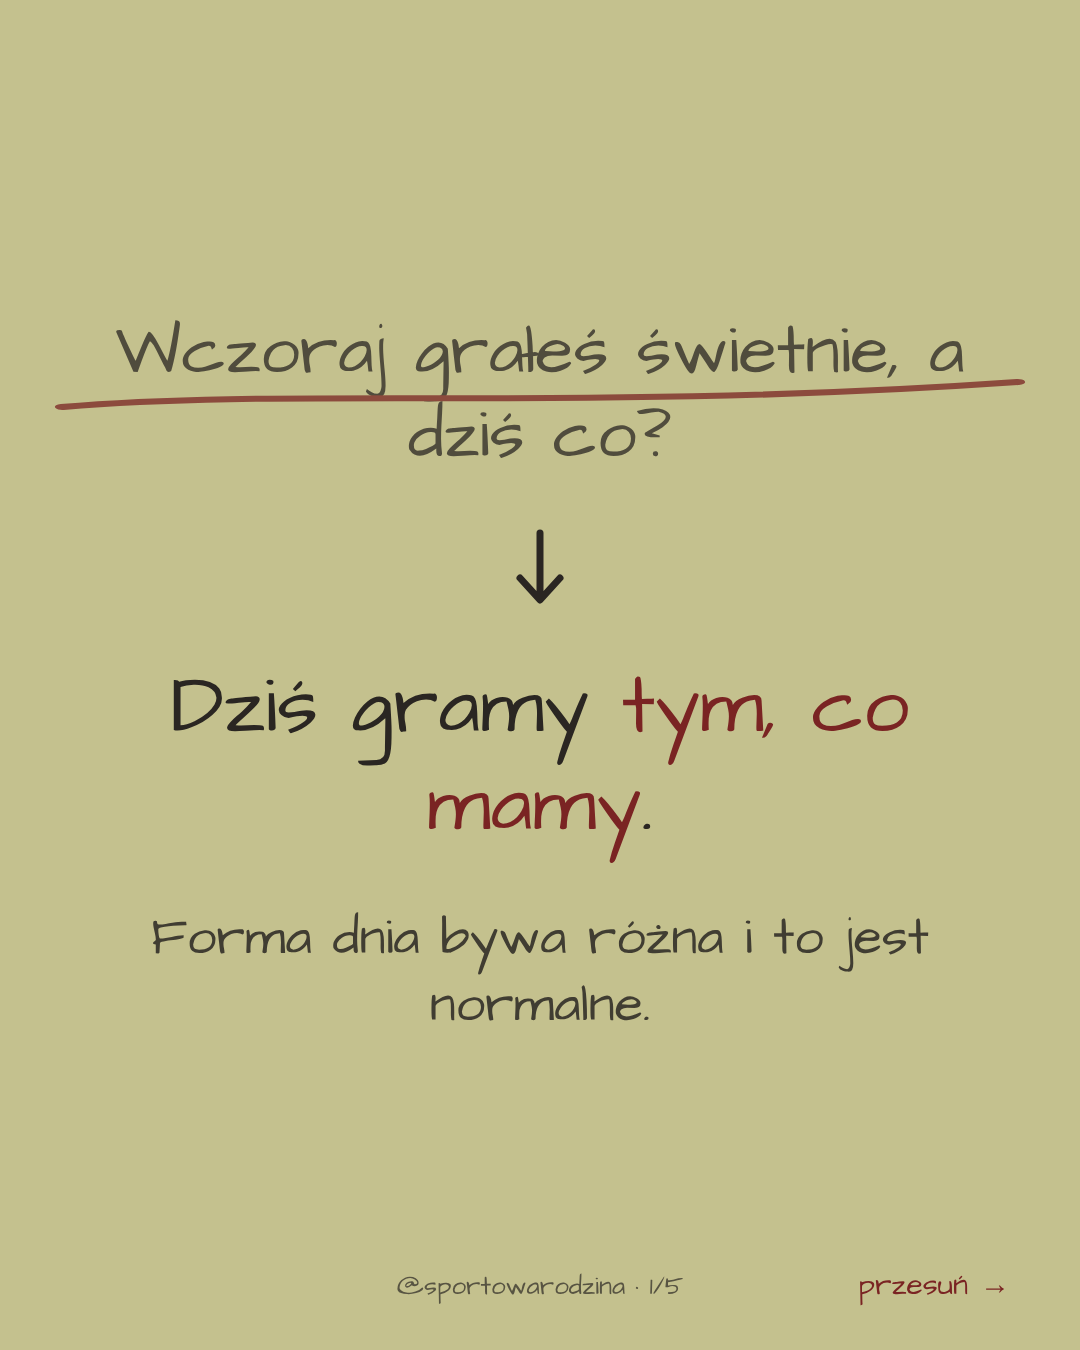 Wczoraj grałeś świetnie, a
dziś co?
↓
Dziś gramy tym, co
mamy.
Forma dnia bywa różna i to jest
normalne.
@sportowarodzina · 1/5
przesuń →